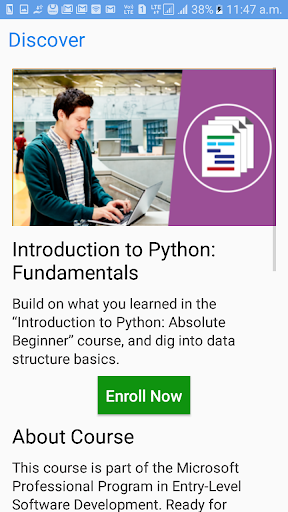 38% 11:47 a.m.
Discover
Introduction to Python:
Fundamentals
Build on what you learned in the
“Introduction to Python: Absolute
Beginner” course, and dig into data
structure basics.
Enroll Now
About Course
This course is part of the Microsoft
Professional Program in Entry-Level
Software Development. Ready for